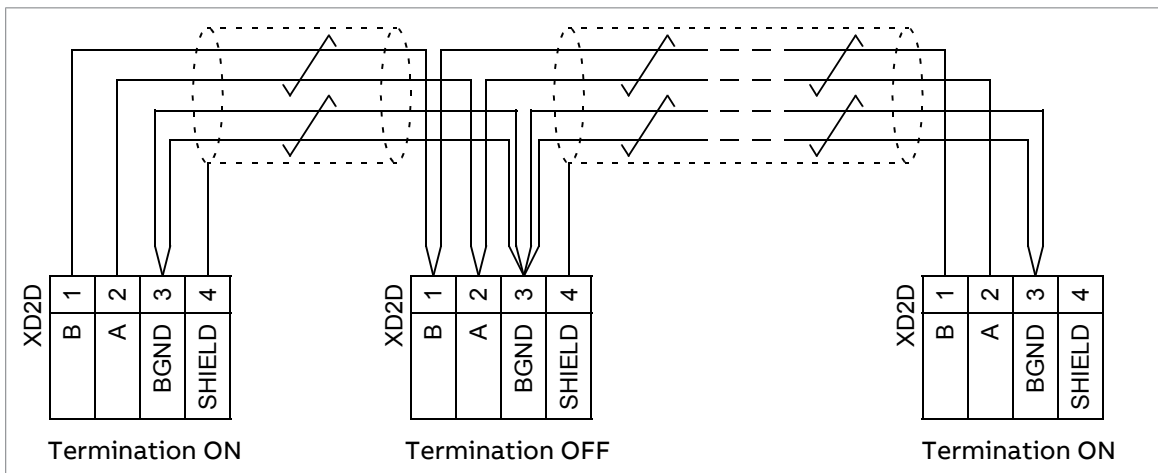 XD2D
1 2 3 4
B A BGND SHIELD
XD2D
1 2 3 4
B A BGND SHIELD
XD2D
1 2 3 4
B A BGND SHIELD
Termination ON
Termination OFF
Termination ON